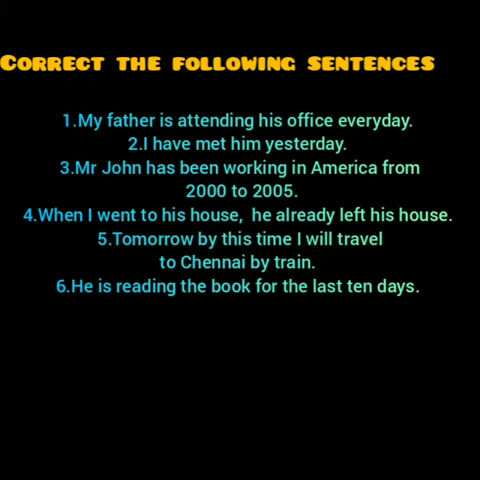 Correct the following sentences
1.My father is attending his office everyday.
2.I have met him yesterday.
3.Mr John has been working in America from
2000 to 2005.
4.When I went to his house, he already left his house.
5.Tomorrow by this time I will travel
to Chennai by train.
6.He is reading the book for the last ten days.